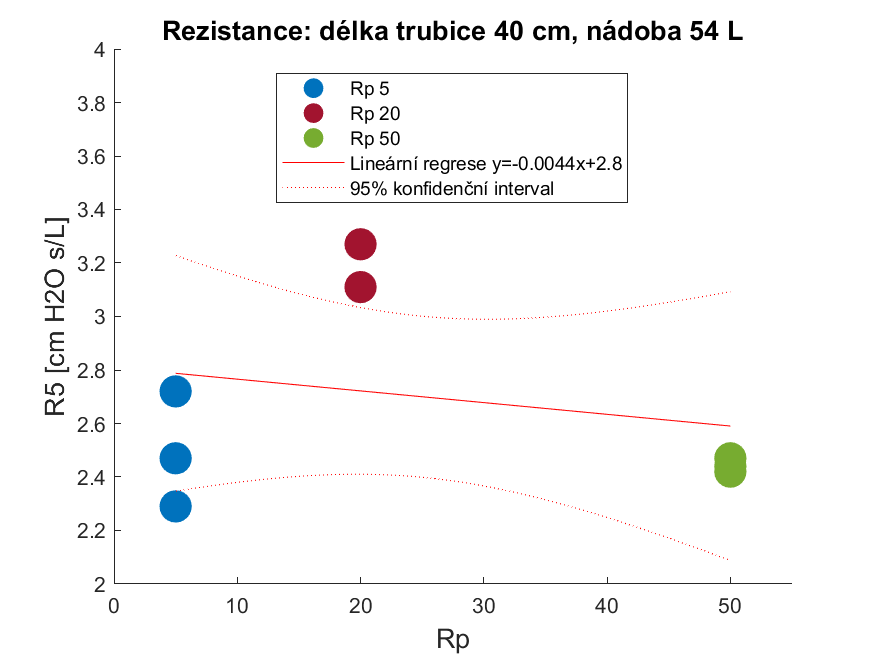 Rezistance: délka trubice 40 cm, nádoba 54 L
4
3.8
3.6
3.4
3.2
3
2.8
2.6
2.4
2.2
2
R5 [cm H2O s/L]
Rp 5
Rp 20
Rp 50
Lineární regrese y=-0.0044x+2.8
95% konfidenční interval
0 10 20 30 40 50
Rp